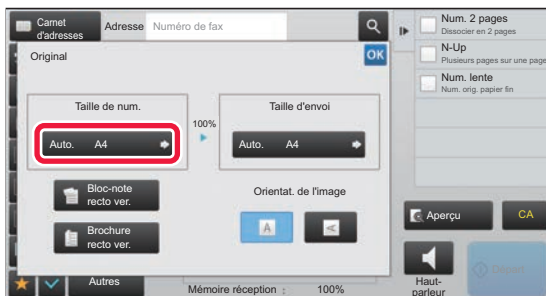 Carnet
d'adresses
Adresse
Numéro de fax
Original
OK
Taille de num.
Auto. A4
100%
Taille d'envoi
Auto. A4
Bloc-note
recto ver.
Brochure
recto ver.
Orientat. de l'image
A
A
Autres
Mémoire réception : 100%
Num. 2 pages
Dissocier en 2 pages
N-Up
Plusieurs pages sur une page
Num. lente
Num. orig. papier fin
Aperçu
CA
Haut-
parleur
Départ